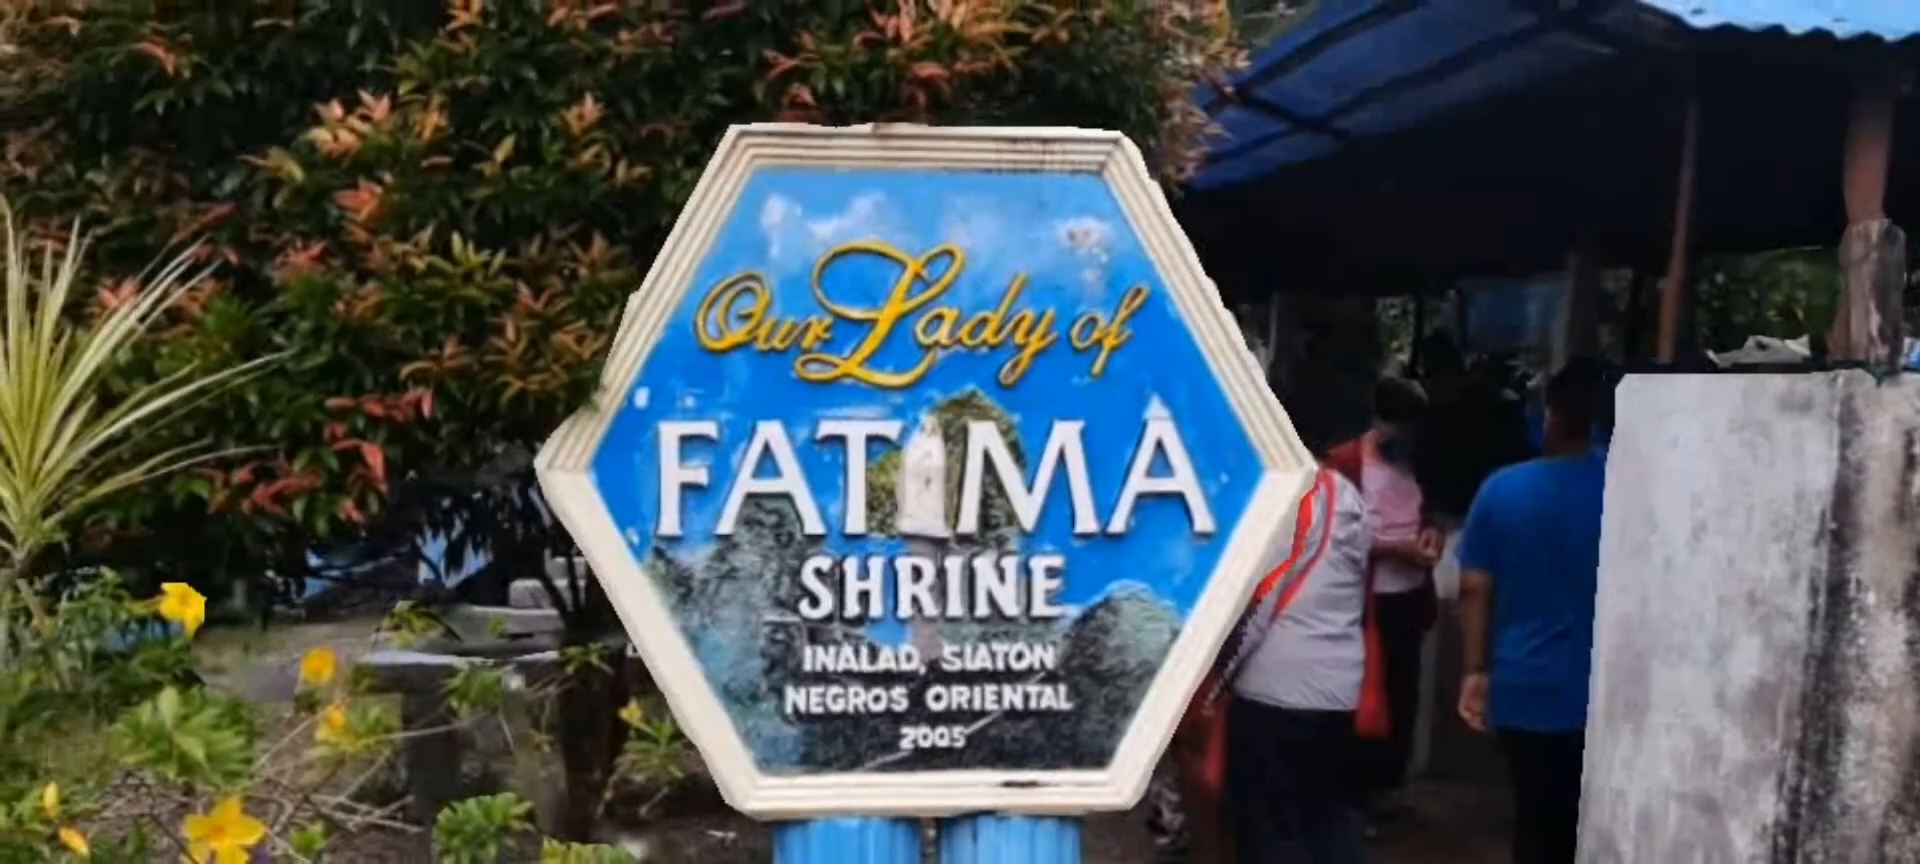 Our Lady of
FATIMA
SHRINE
INALAD, SIATON
NEGROS ORIENTAL
2005